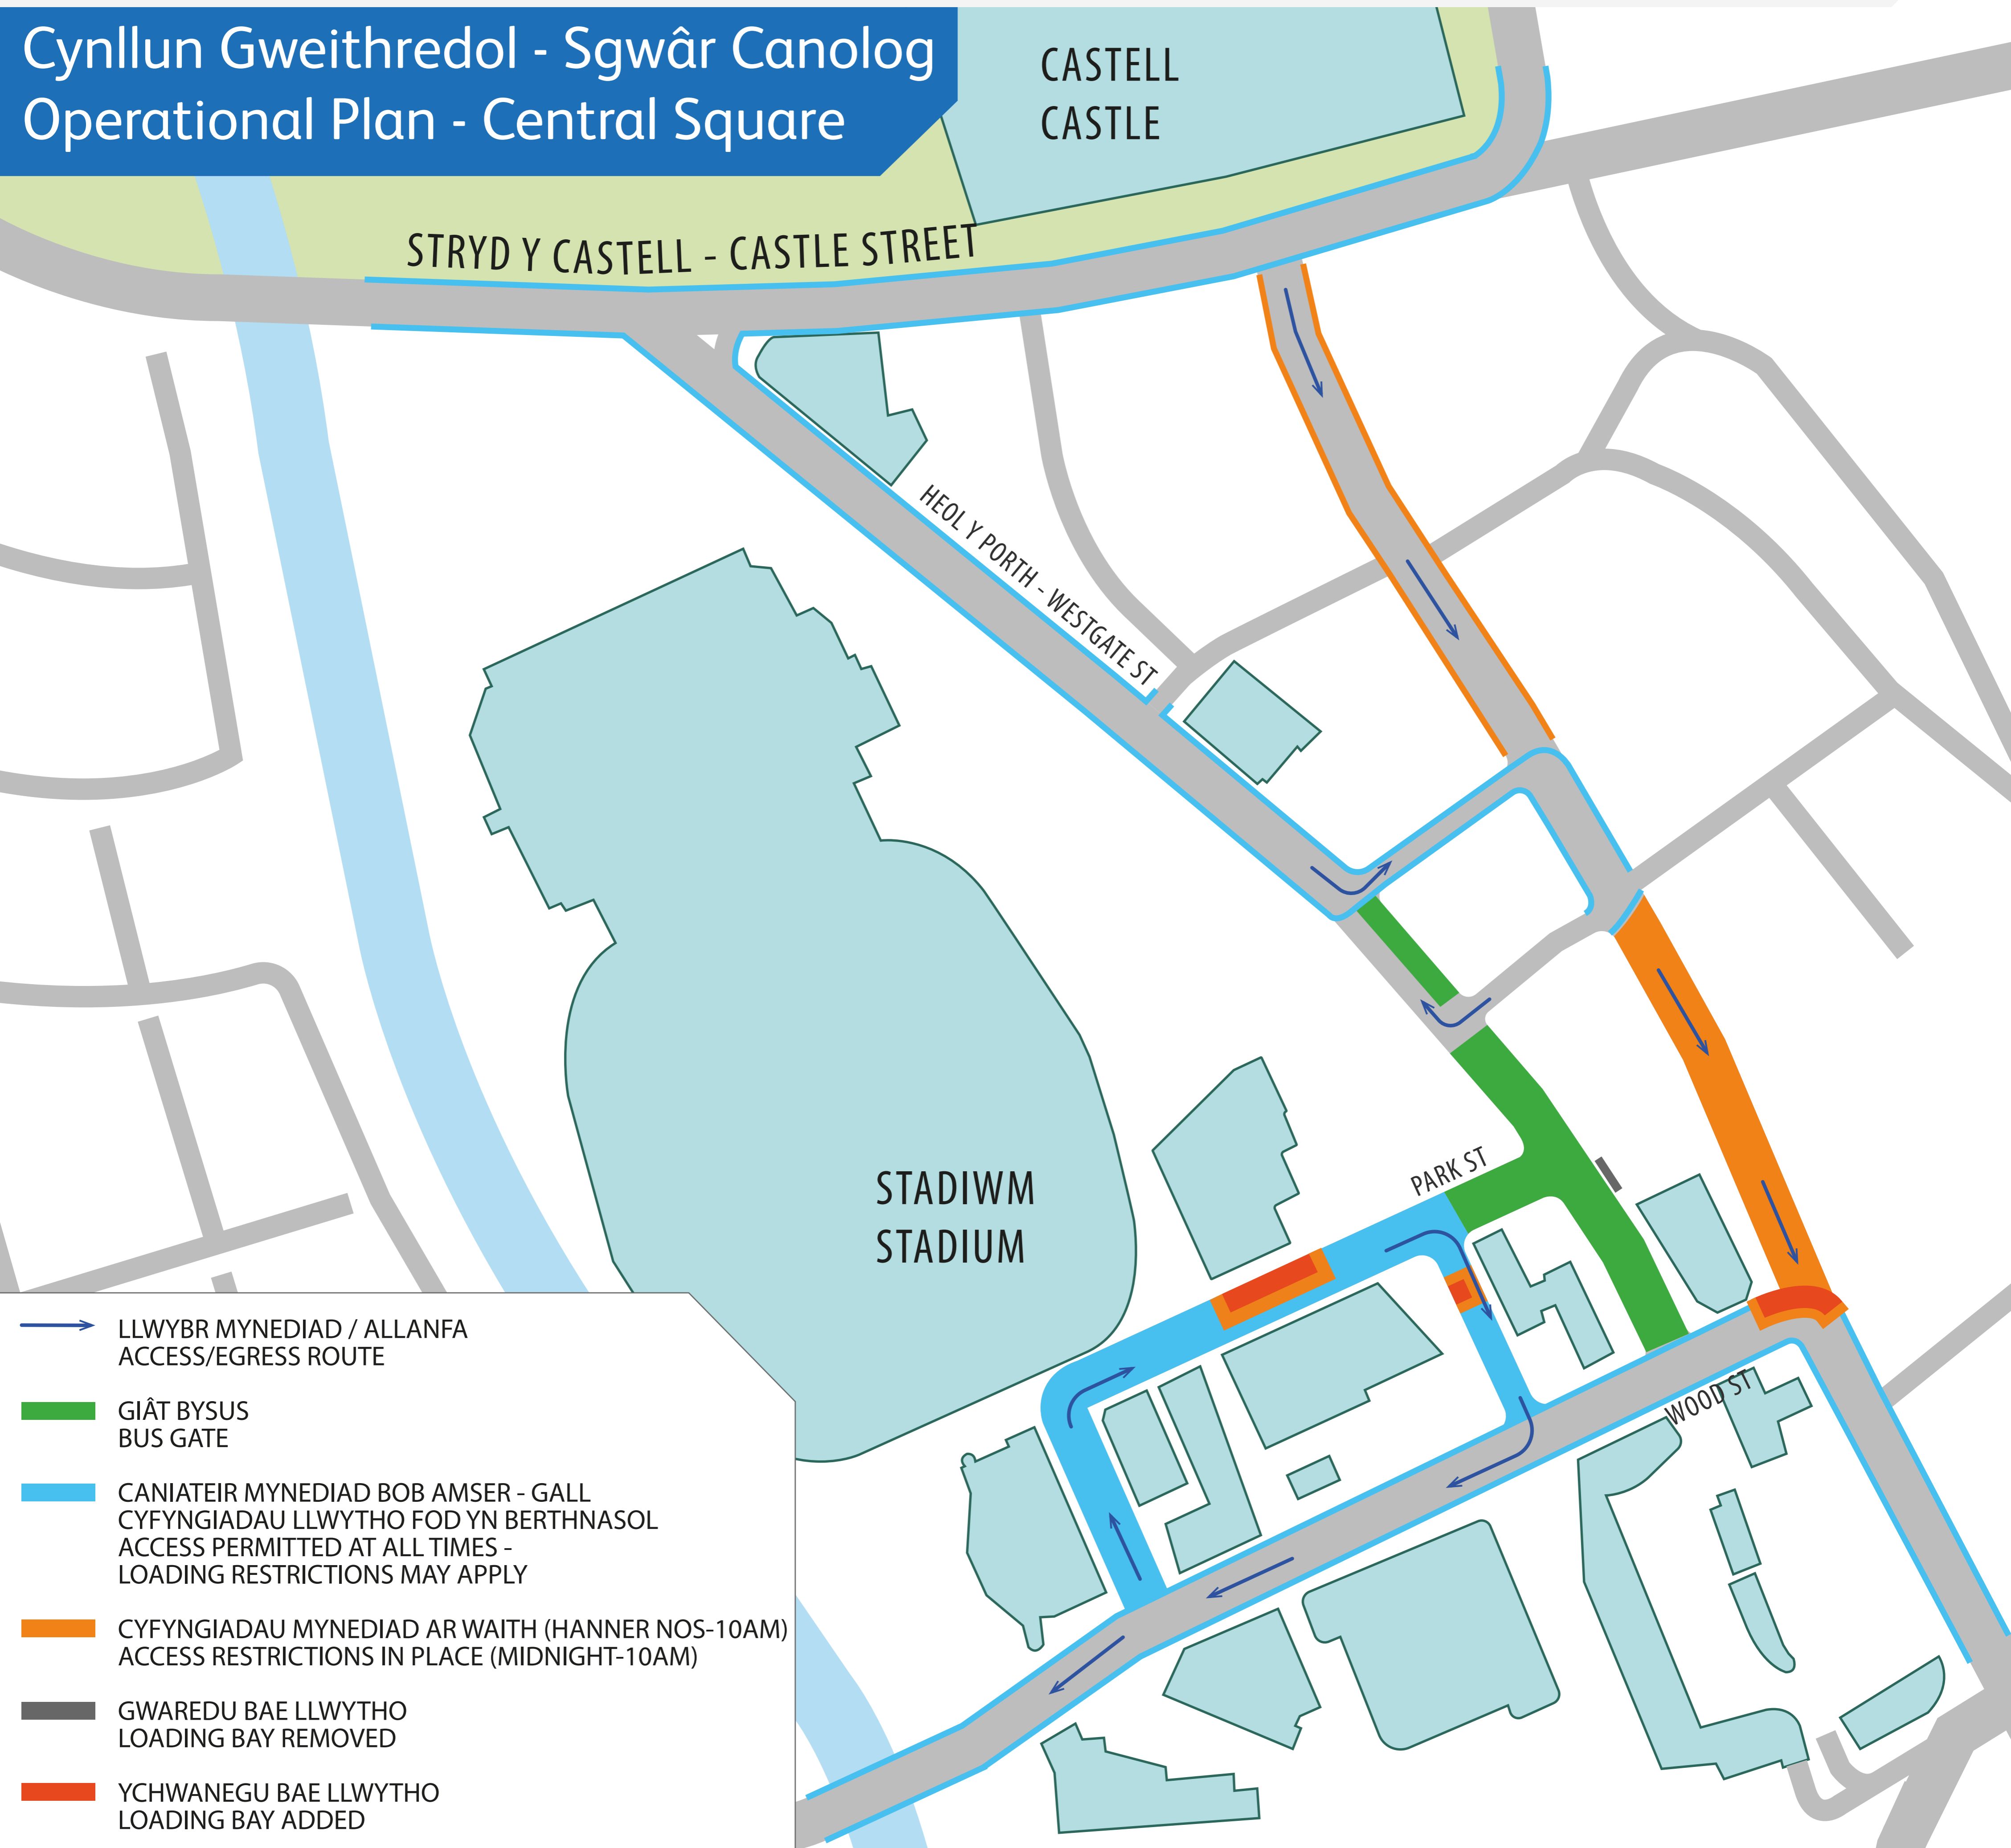 Cynllun Gweithredol - Sgwâr Canolog
Operational Plan - Central Square
CASTELL
CASTLE
STRYD Y CASTELL - CASTLE STREET
HEOL Y PORTH - WESTGATE ST
PARK ST
STADIWM
STADIUM
WOOD ST
LLWYBR MYNEDIAD / ALLANFA
ACCESS/EGRESS ROUTE
GIÂT BYSUS
BUS GATE
CANIATEIR MYNEDIAD BOB AMSER - GALL
CYFYNGIADAU LLWYTHO FOD YN BERTHNASOL
ACCESS PERMITTED AT ALL TIMES -
LOADING RESTRICTIONS MAY APPLY
CYFYNGIADAU MYNEDIAD AR WAITH (HANNER NOS-10AM)
ACCESS RESTRICTIONS IN PLACE (MIDNIGHT-10AM)
GWAREDU BAE LLWYTHO
LOADING BAY REMOVED
YCHWANEGU BAE LLWYTHO
LOADING BAY ADDED